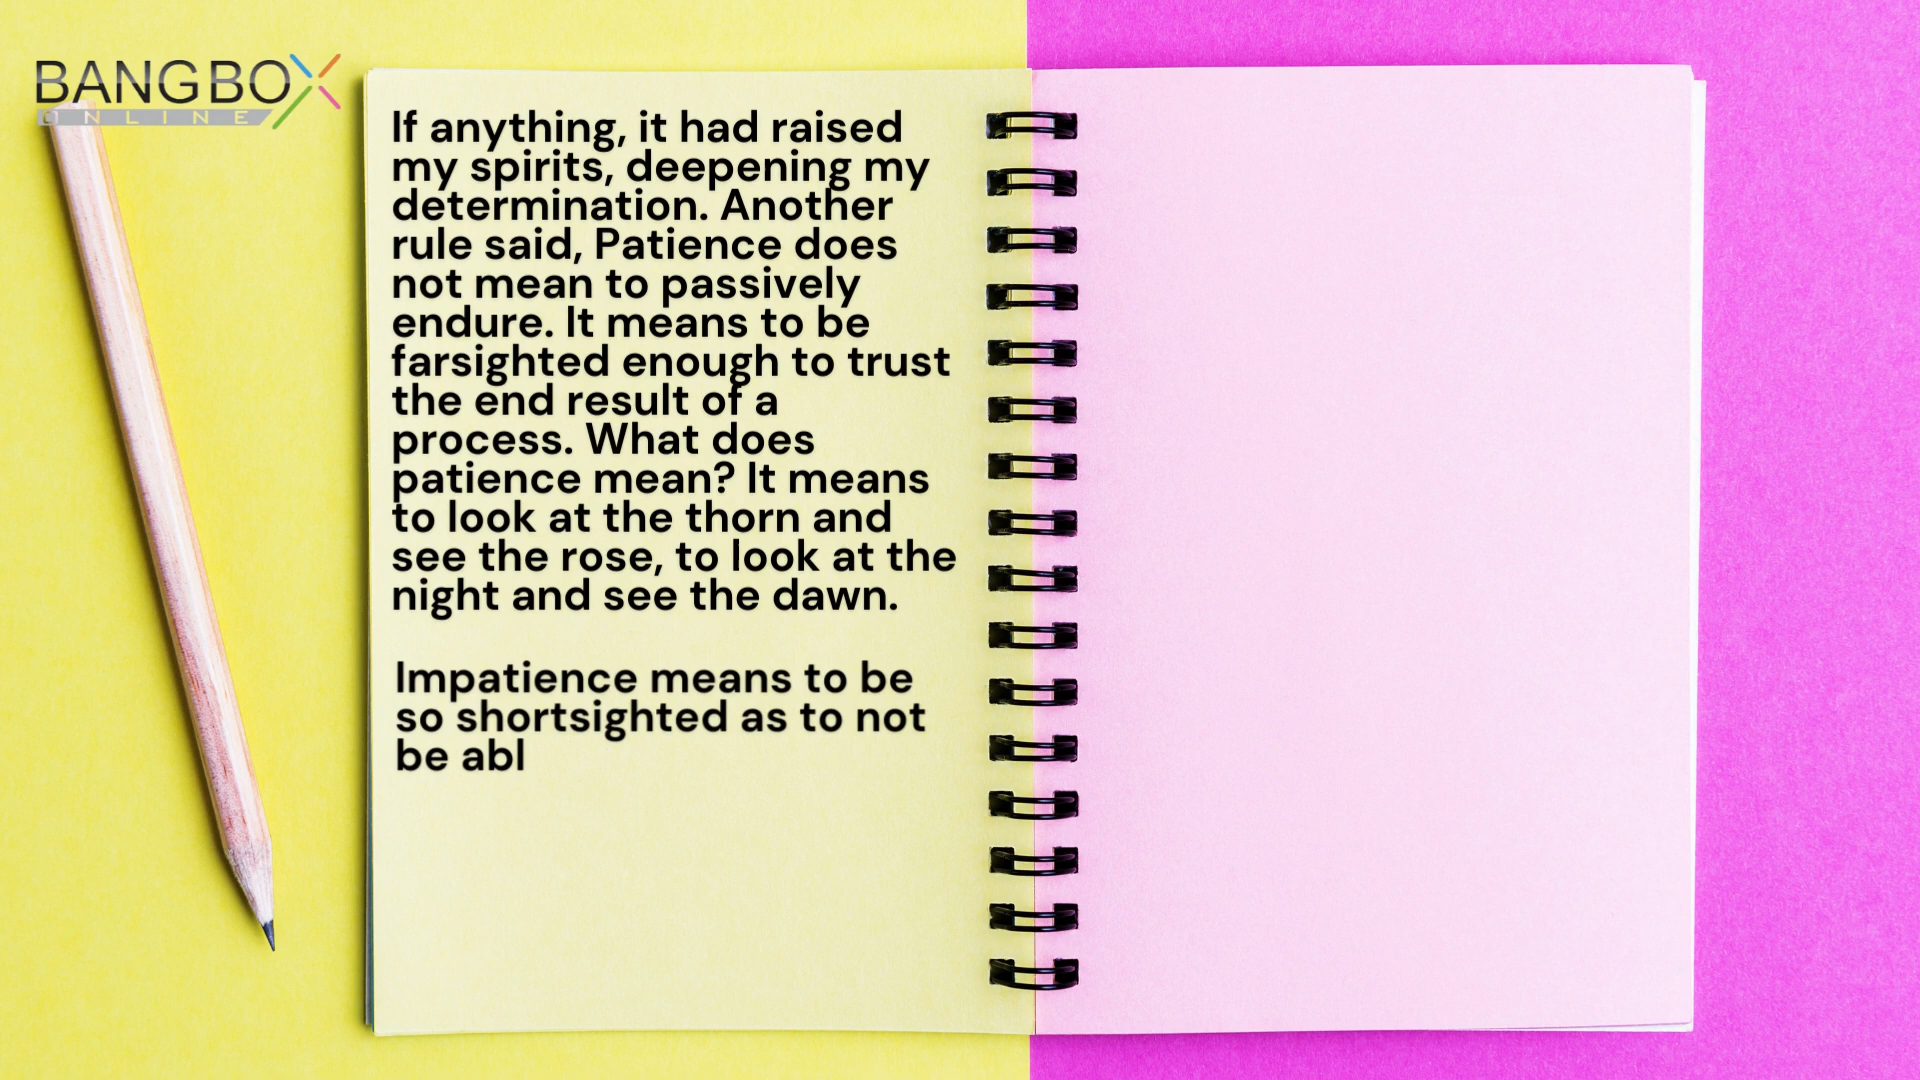 BANGBOX
ONLINE
If anything, it had raised
my spirits, deepening my
determination. Another
rule said, Patience does
not mean to passively
endure. It means to be
farsighted enough to trust
the end result of a
process. What does
patience mean? It means
to look at the thorn and
see the rose, to look at the
night and see the dawn.
Impatience means to be
so shortsighted as to not
be abl